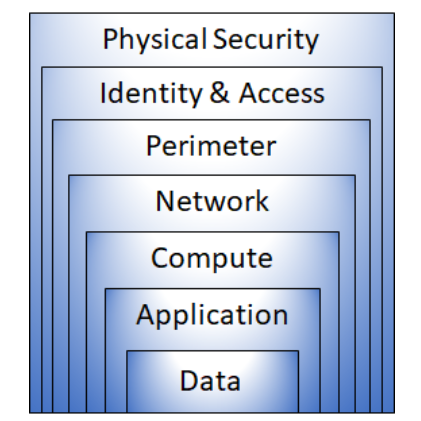 Physical Security
Identity & Access
Perimeter
Network
Compute
Application
Data